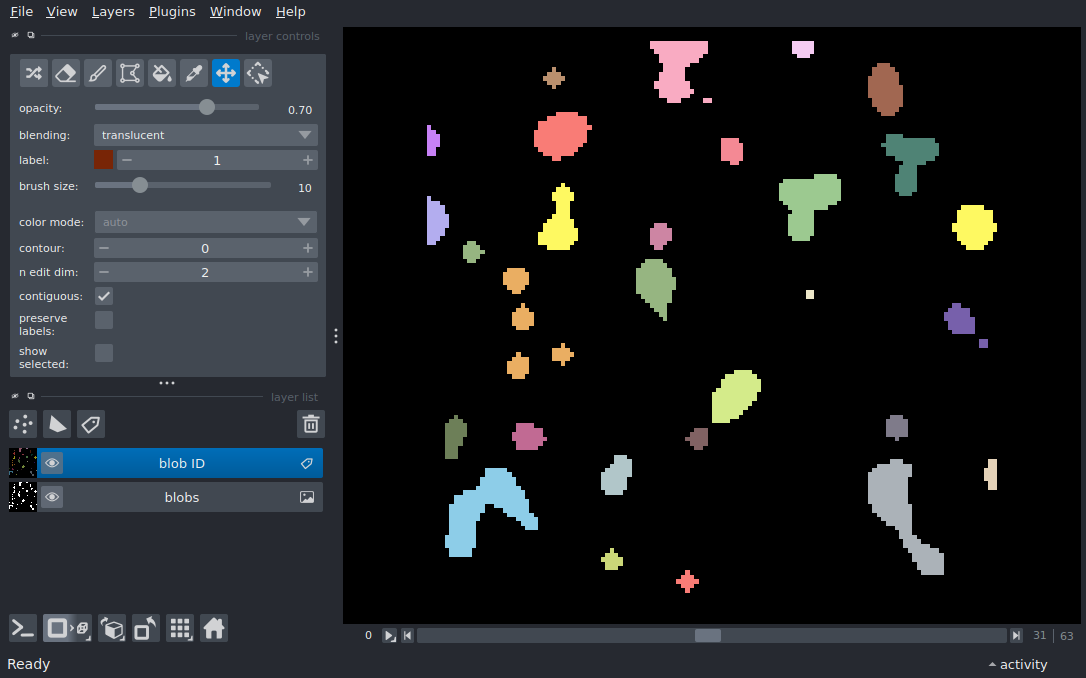 File View Layers Plugins Window Help
layer controls
opacity: 0.70
blending: translucent
label: 1
brush size: 10
color mode: auto
contour: 0
n edit dim: 2
contiguous:
preserve
labels:
show
selected:
layer list
blob ID
blobs
0 31 63
Ready activity